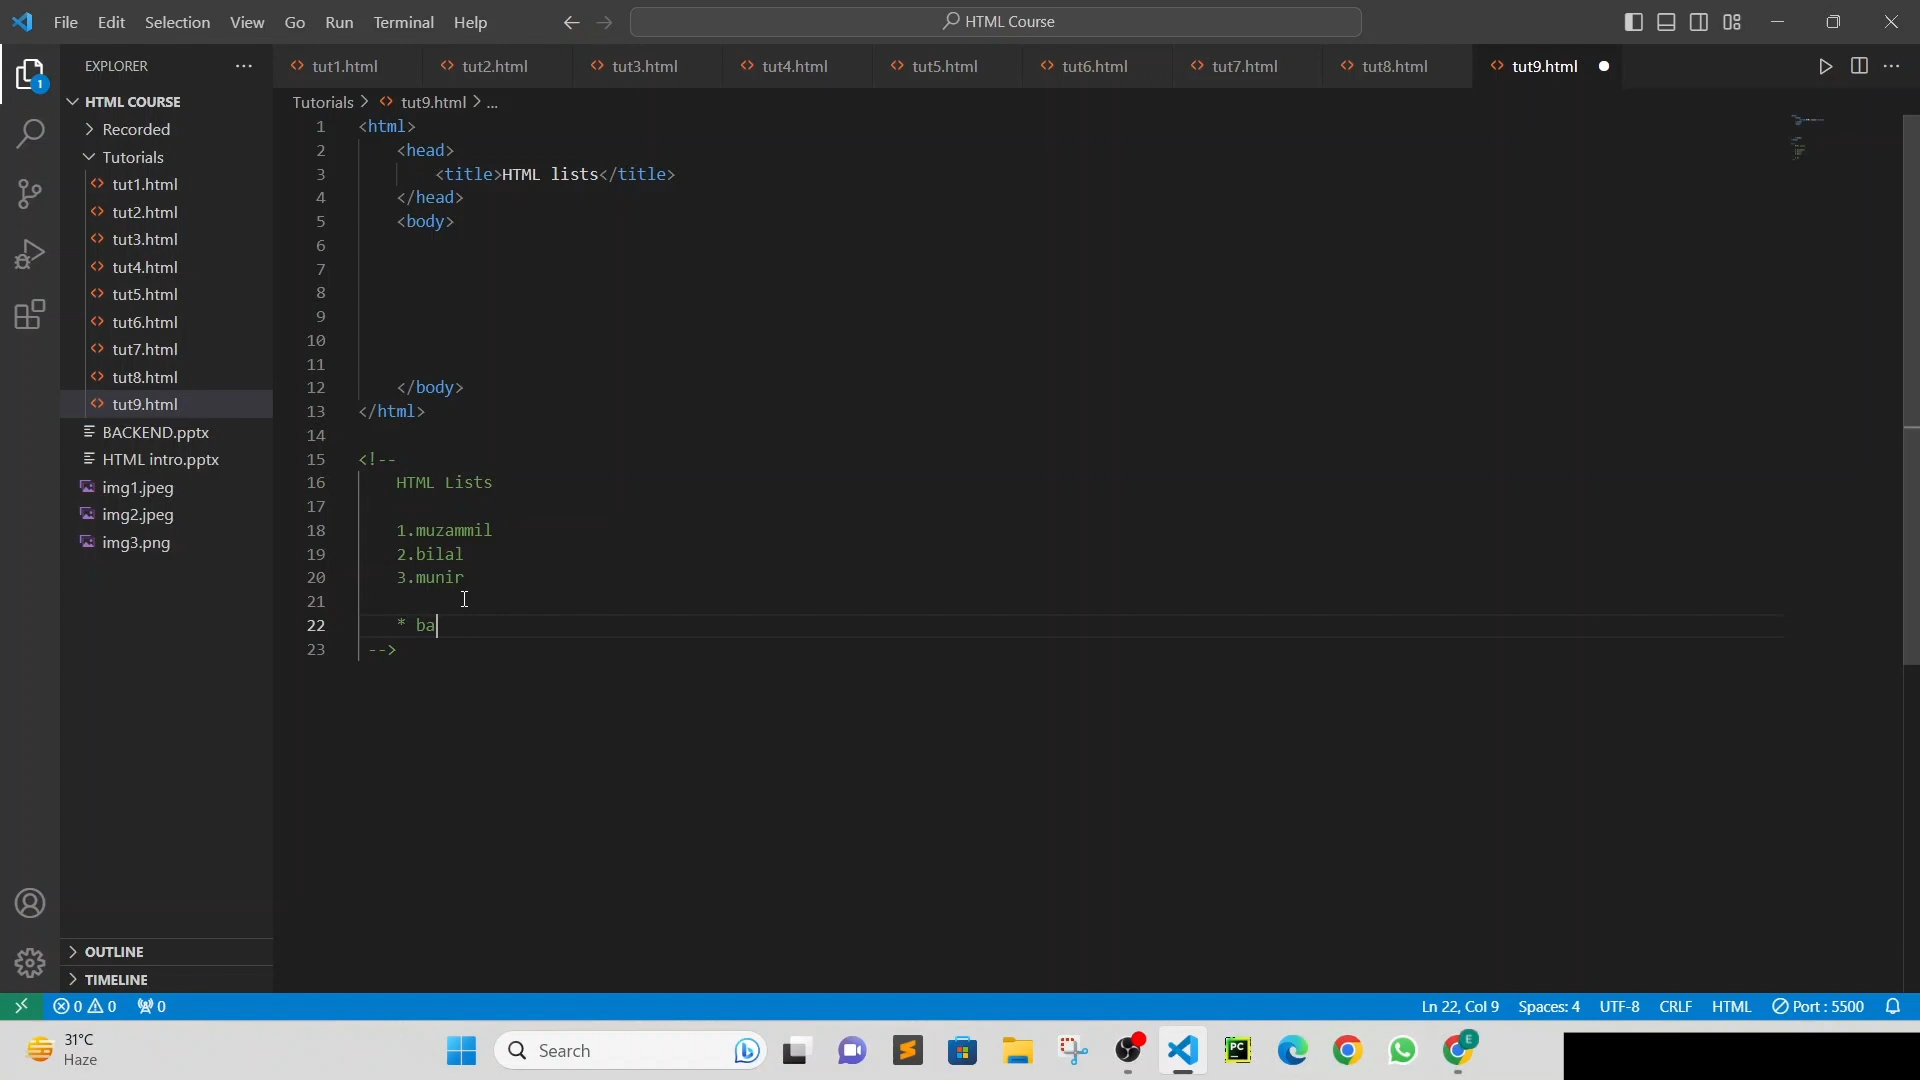 File Edit Selection View Go Run Terminal Help
HTML Course
EXPLORER
1
HTML COURSE
Recorded
Tutorials
tut1.html
tut2.html
tut3.html
tut4.html
tut5.html
tut6.html
tut7.html
tut8.html
tut9.html
BACKEND.pptx
HTML intro.pptx
img1.jpeg
img2.jpeg
img3.png
OUTLINE
TIMELINE
tut1.html tut2.html tut3.html tut4.html tut5.html tut6.html tut7.html tut8.html tut9.html
Tutorials > tut9.html > ...
1 <html>
2 <head>
3 <title>HTML lists</title>
4 </head>
5 <body>
6
7
8
9
10
11
12 </body>
13 </html>
14
15 <!--
16 HTML Lists
17
18 1.muzammil
19 2.bilal
20 3.munir
21
22 * ba
23 -->
0 0 0 Ln 22, Col 9 Spaces: 4 UTF-8 CRLF HTML Port : 5500
31°C
Haze
Search
PC
E